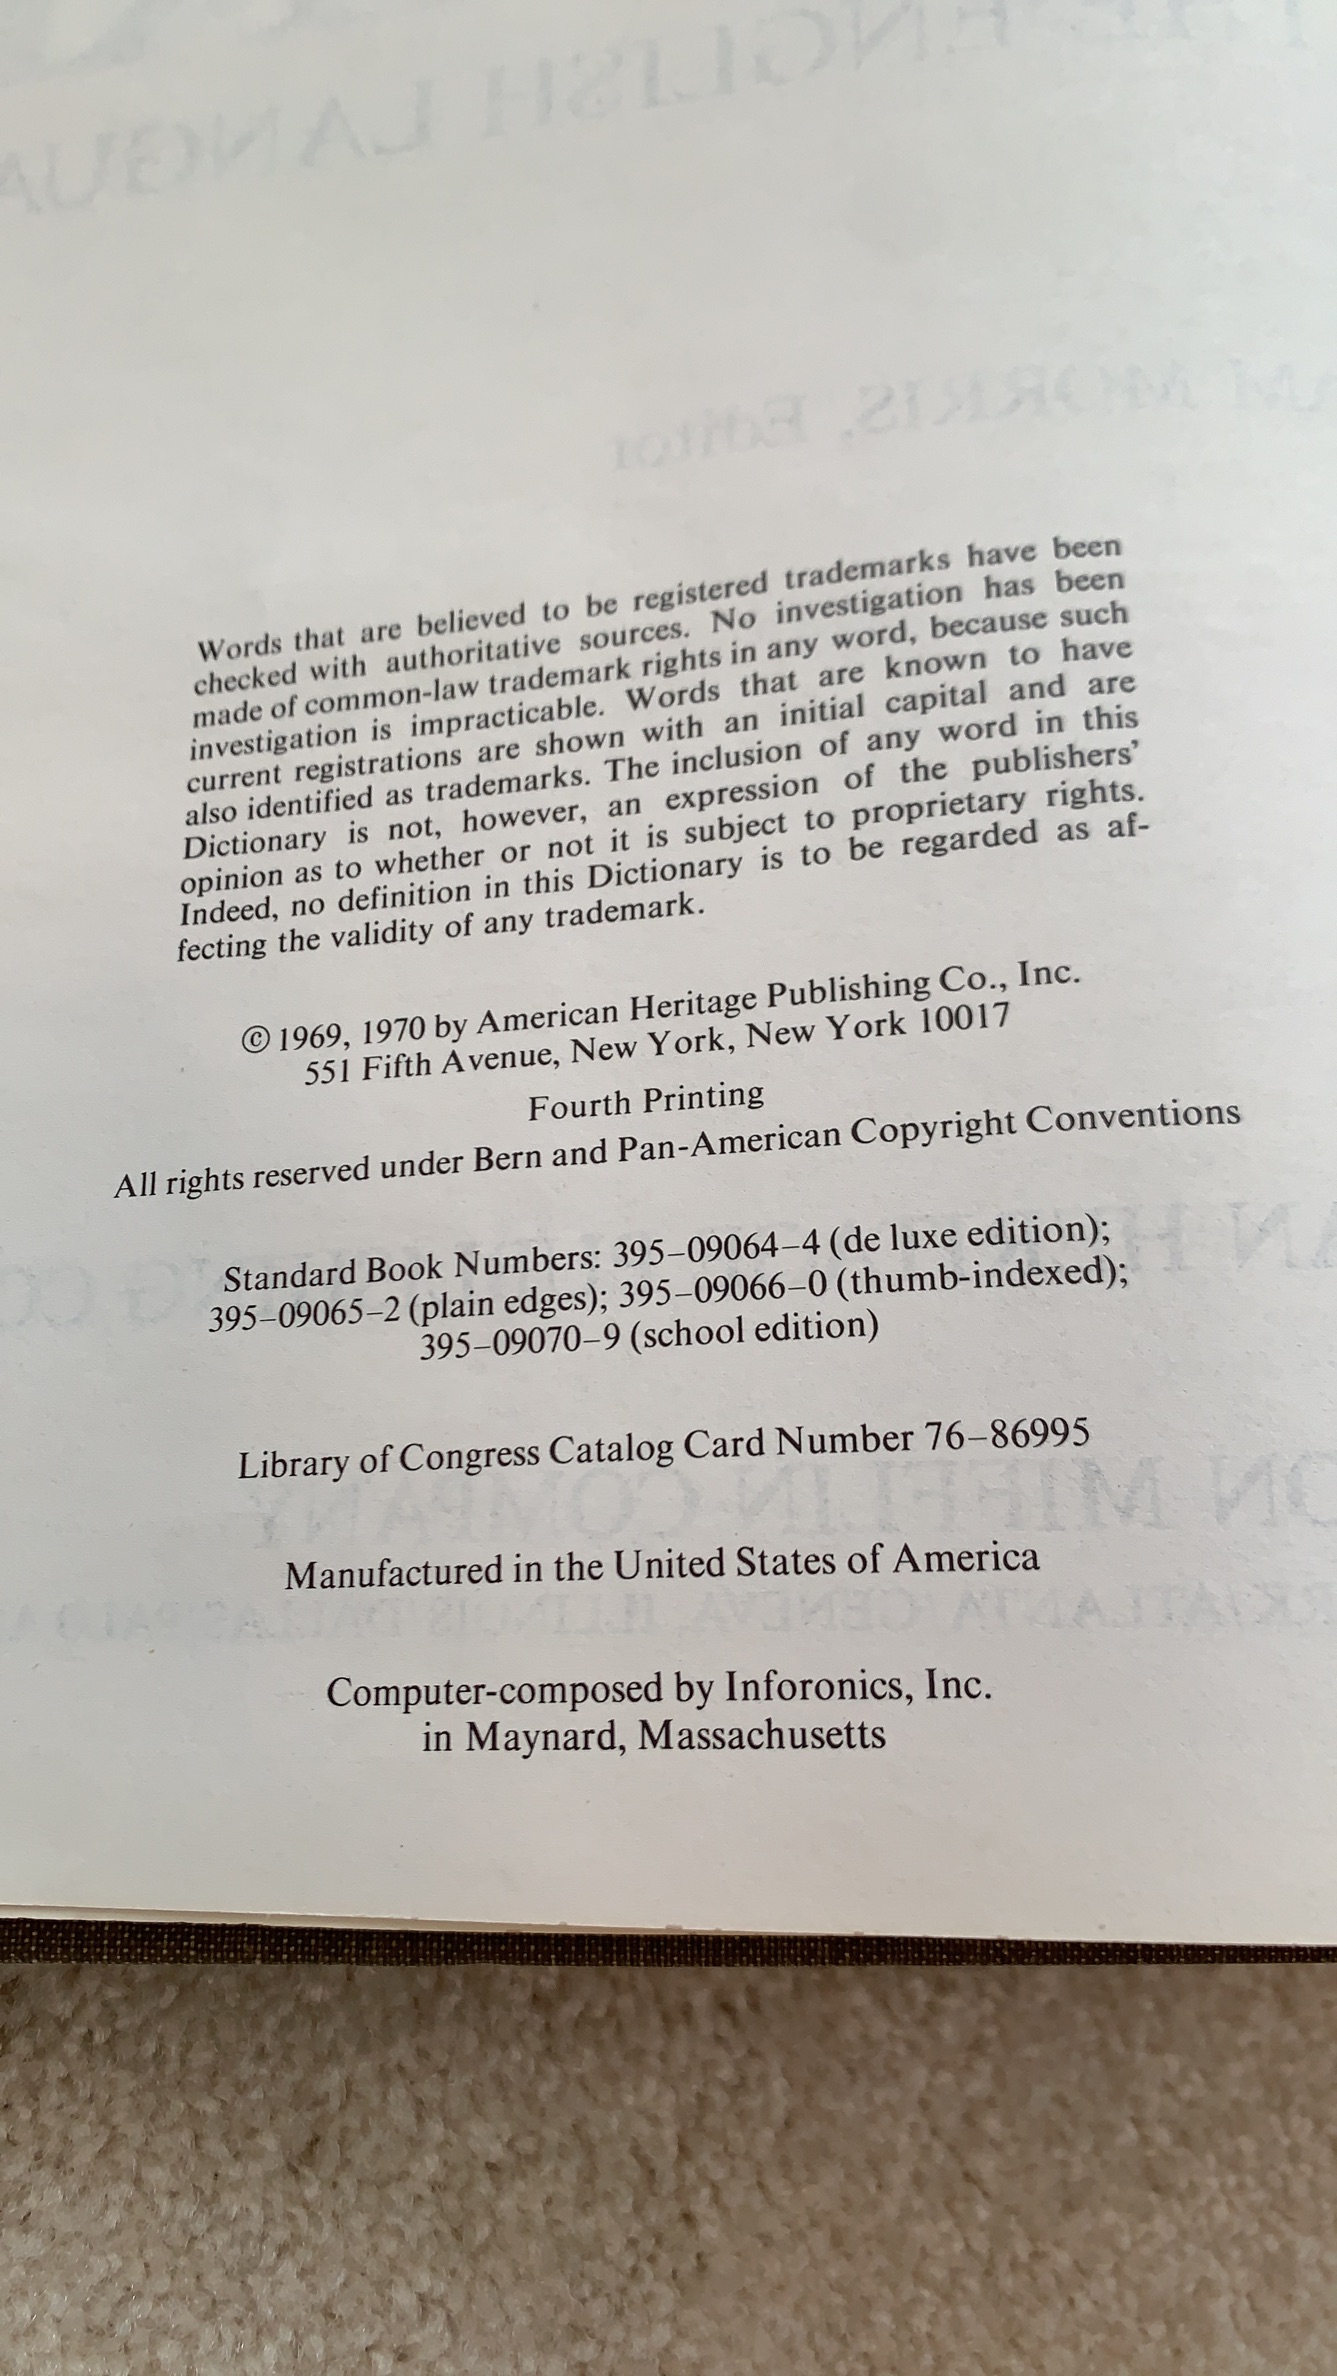 Words that are believed to be registered trademarks have been
checked with authoritative sources. No investigation has been
made of common-law trademark rights in any word, because such
investigation is impracticable. Words that are known to have
current registrations are shown with an initial capital and are
also identified as trademarks. The inclusion of any word in this
Dictionary is not, however, an expression of the publishers'
opinion as to whether or not it is subject to proprietary rights.
Indeed, no definition in this Dictionary is to be regarded as af-
fecting the validity of any trademark.
© 1969, 1970 by American Heritage Publishing Co., Inc.
551 Fifth Avenue, New York, New York 10017
Fourth Printing
All rights reserved under Bern and Pan-American Copyright Conventions
Standard Book Numbers: 395–09064–4 (de luxe edition);
395–09065–2 (plain edges); 395–09066–0 (thumb-indexed);
395–09070–9 (school edition)
Library of Congress Catalog Card Number 76–86995
Manufactured in the United States of America
Computer-composed by Inforonics, Inc.
in Maynard, Massachusetts